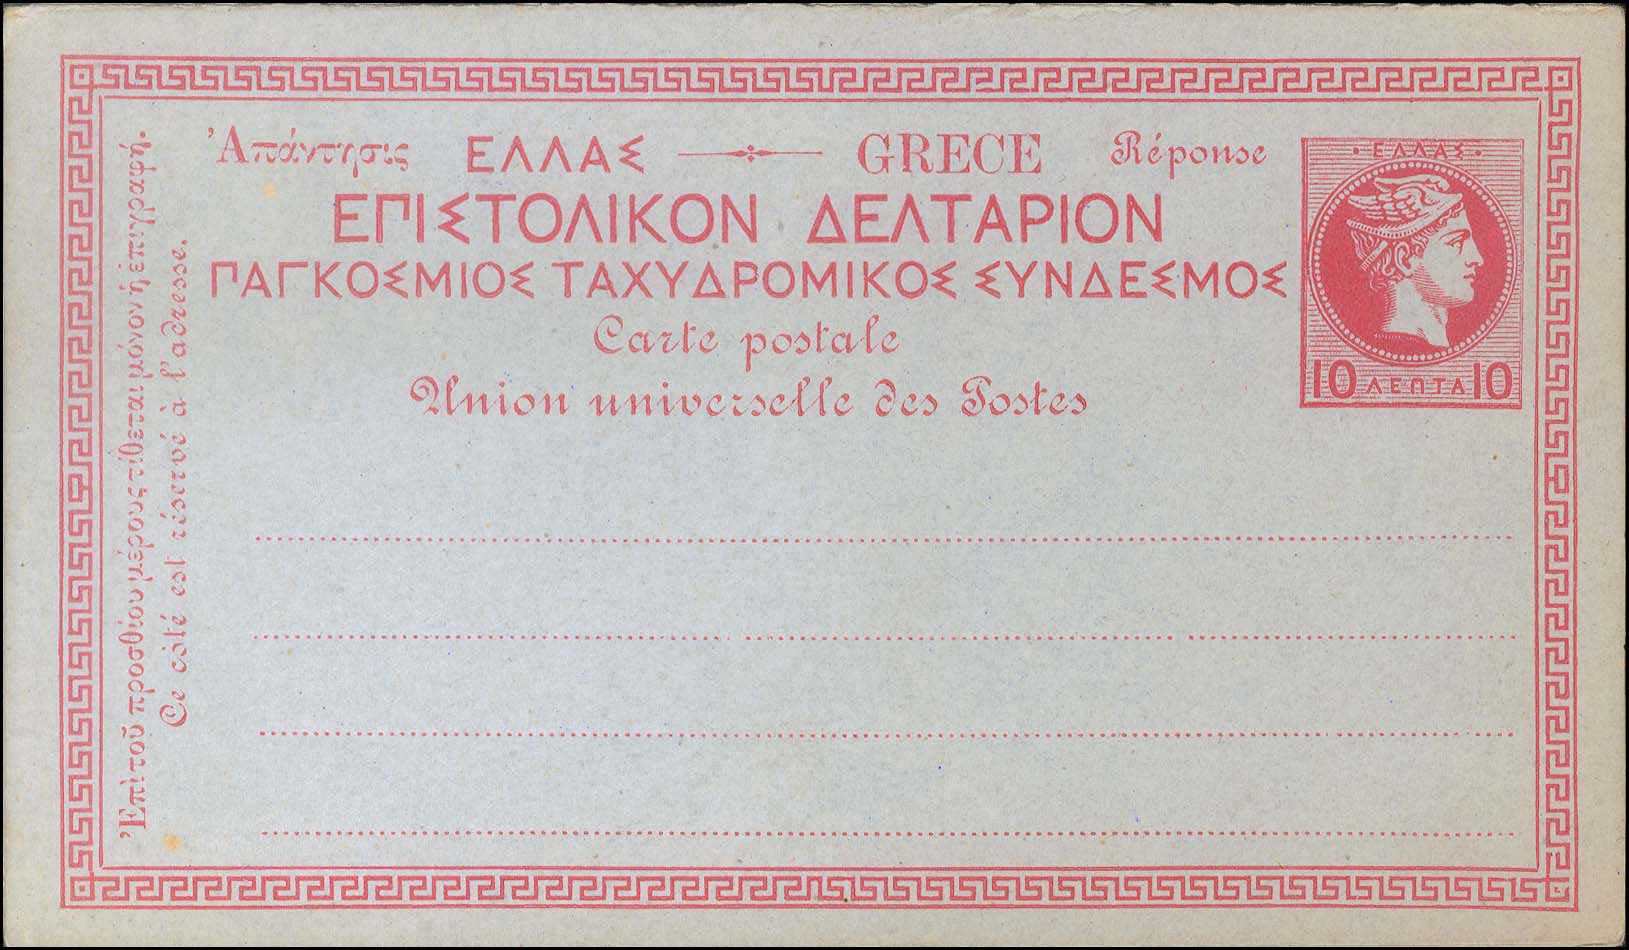 Ἀπάντησις ΕΛΛΑΣ GRECE Réponse
ΕΠΙΣΤΟΛΙΚΟΝ ΔΕΛΤΑΡΙΟΝ
ΠΑΓΚΟΣΜΙΟΣ ΤΑΧΥΔΡΟΜΙΚΟΣ ΣΥΝΔΕΣΜΟΣ
Carte postale
Union universelle des Postes
Ἐπὶ τοῦ προσθίου μέρους τίθεται μόνον ἡ ἐπιγραφή.
Ce côté est réservé à l'adresse.
ΕΛΛΑΣ
10 ΛΕΠΤΑ 10